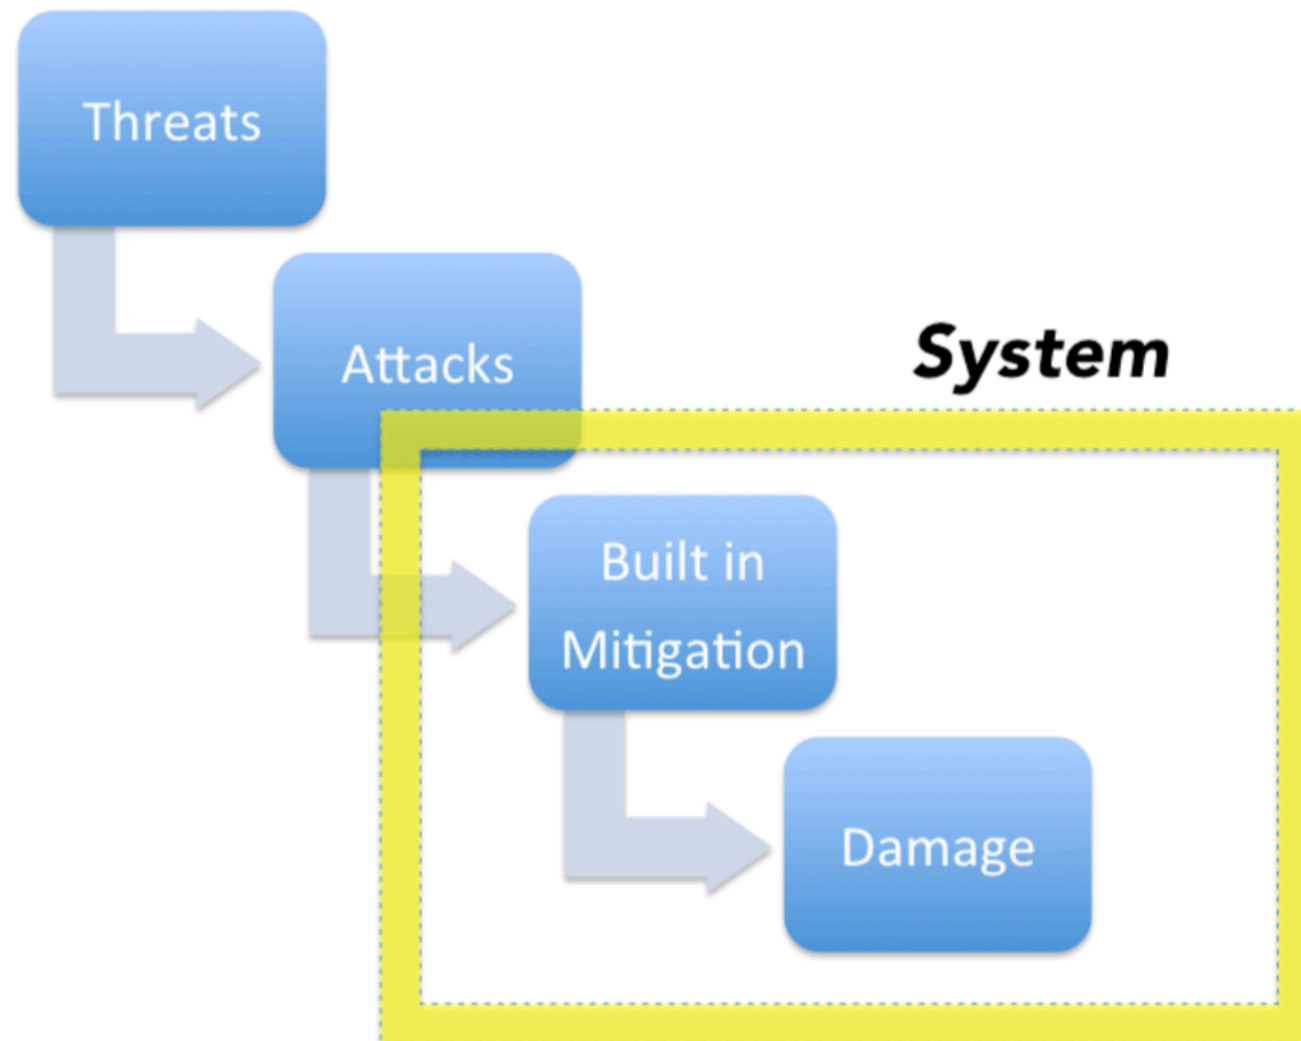 Threats
Attacks
System
Built in
Mitigation
Damage